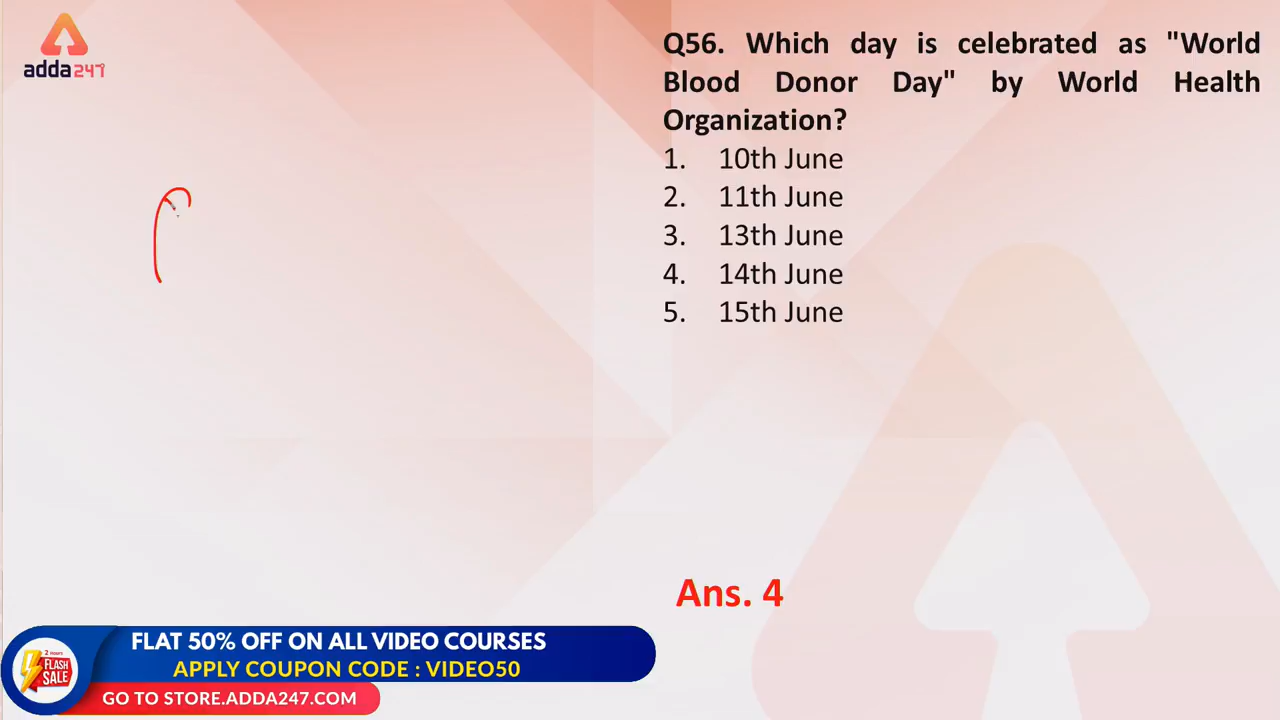 adda247
Q56. Which day is celebrated as "World
Blood Donor Day" by World Health
Organization?
1. 10th June
2. 11th June
3. 13th June
4. 14th June
5. 15th June
Ans. 4
FLAT 50% OFF ON ALL VIDEO COURSES
APPLY COUPON CODE : VIDEO50
2 Hours
FLASH
SALE
GO TO STORE.ADDA247.COM